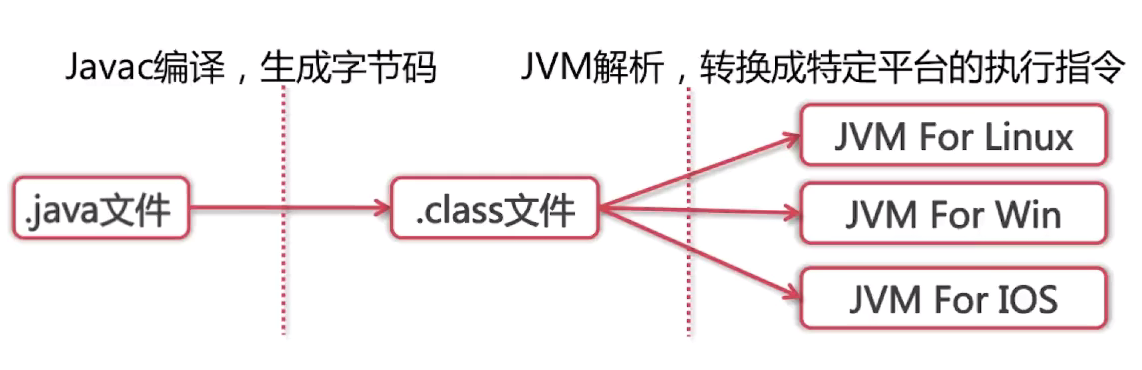 Javac编译，生成字节码
JVM解析，转换成特定平台的执行指令
.java文件
.class文件
JVM For Linux
JVM For Win
JVM For IOS